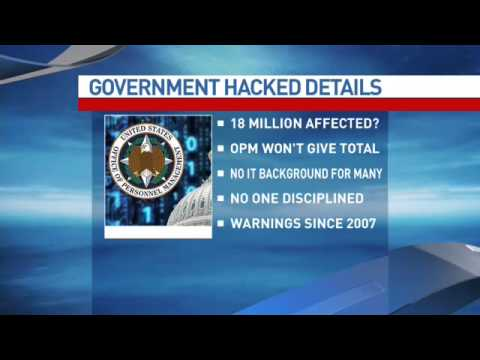 GOVERNMENT HACKED DETAILS
18 MILLION AFFECTED?
OPM WON'T GIVE TOTAL
NO IT BACKGROUND FOR MANY
NO ONE DISCIPLINED
WARNINGS SINCE 2007
UNITED STATES
OFFICE OF PERSONNEL MANAGEMENT